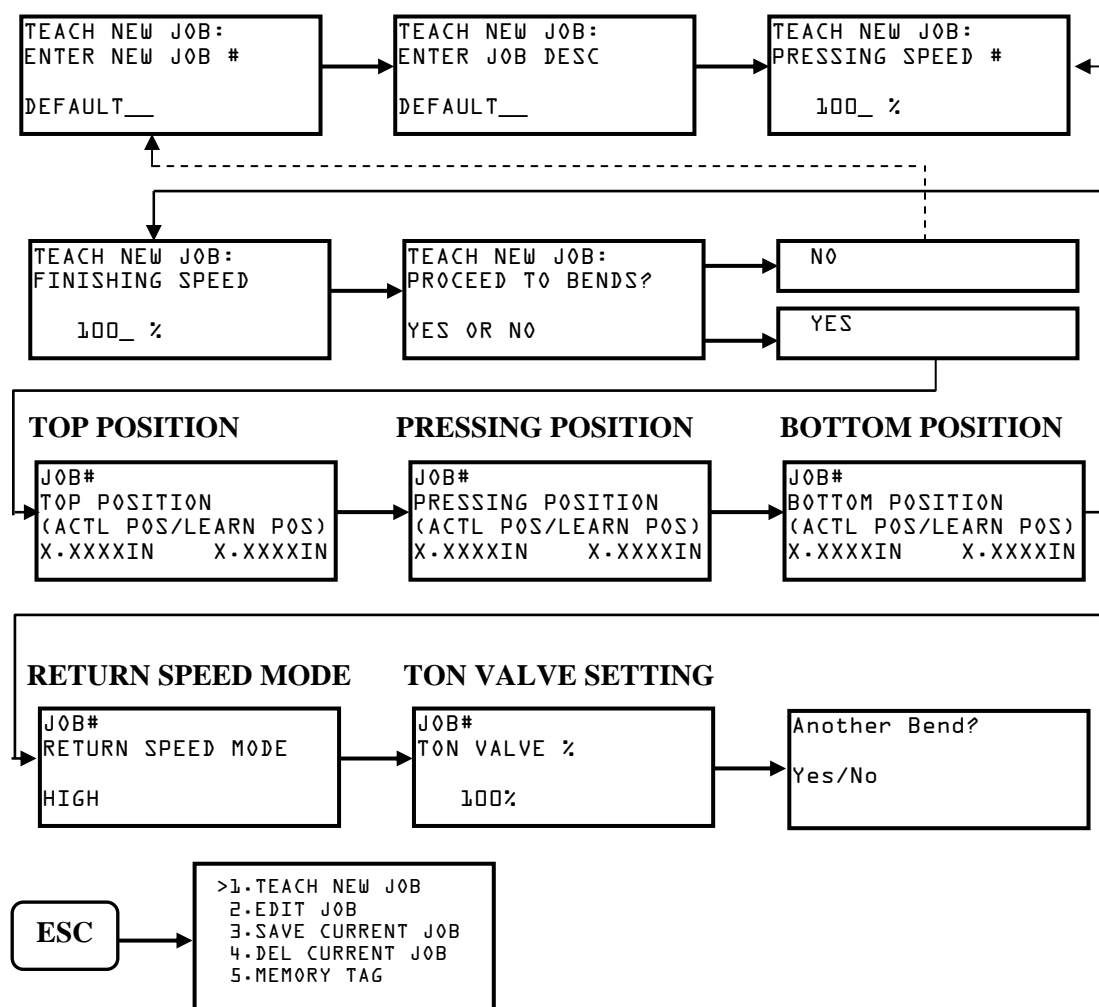 TEACH NEW JOB:
ENTER NEW JOB #
DEFAULT__
TEACH NEW JOB:
ENTER JOB DESC
DEFAULT__
TEACH NEW JOB:
PRESSING SPEED #
100_ %
TEACH NEW JOB:
FINISHING SPEED
100_ %
TEACH NEW JOB:
PROCEED TO BENDS?
YES OR NO
NO
YES
TOP POSITION
JOB#
TOP POSITION
(ACTL POS/LEARN POS)
X.XXXXIN X.XXXXIN
PRESSING POSITION
JOB#
PRESSING POSITION
(ACTL POS/LEARN POS)
X.XXXXIN X.XXXXIN
BOTTOM POSITION
JOB#
BOTTOM POSITION
(ACTL POS/LEARN POS)
X.XXXXIN X.XXXXIN
RETURN SPEED MODE
JOB#
RETURN SPEED MODE
HIGH
TON VALVE SETTING
JOB#
TON VALVE %
100%
Another Bend?
Yes/No
ESC
>1.TEACH NEW JOB
2.EDIT JOB
3.SAVE CURRENT JOB
4.DEL CURRENT JOB
5.MEMORY TAG